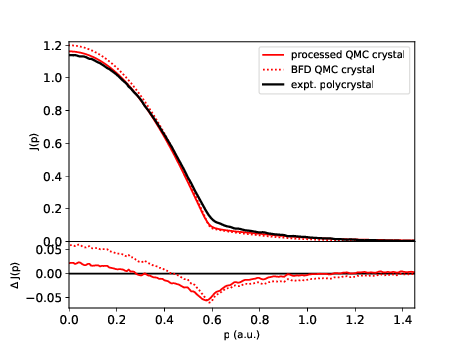 1.2
1.0
0.8
0.6
0.4
0.2
0.0
J(p)
processed QMC crystal
BFD QMC crystal
expt. polycrystal
0.05
0.00
−0.05
Δ J(p)
0.0 0.2 0.4 0.6 0.8 1.0 1.2 1.4
p (a.u.)